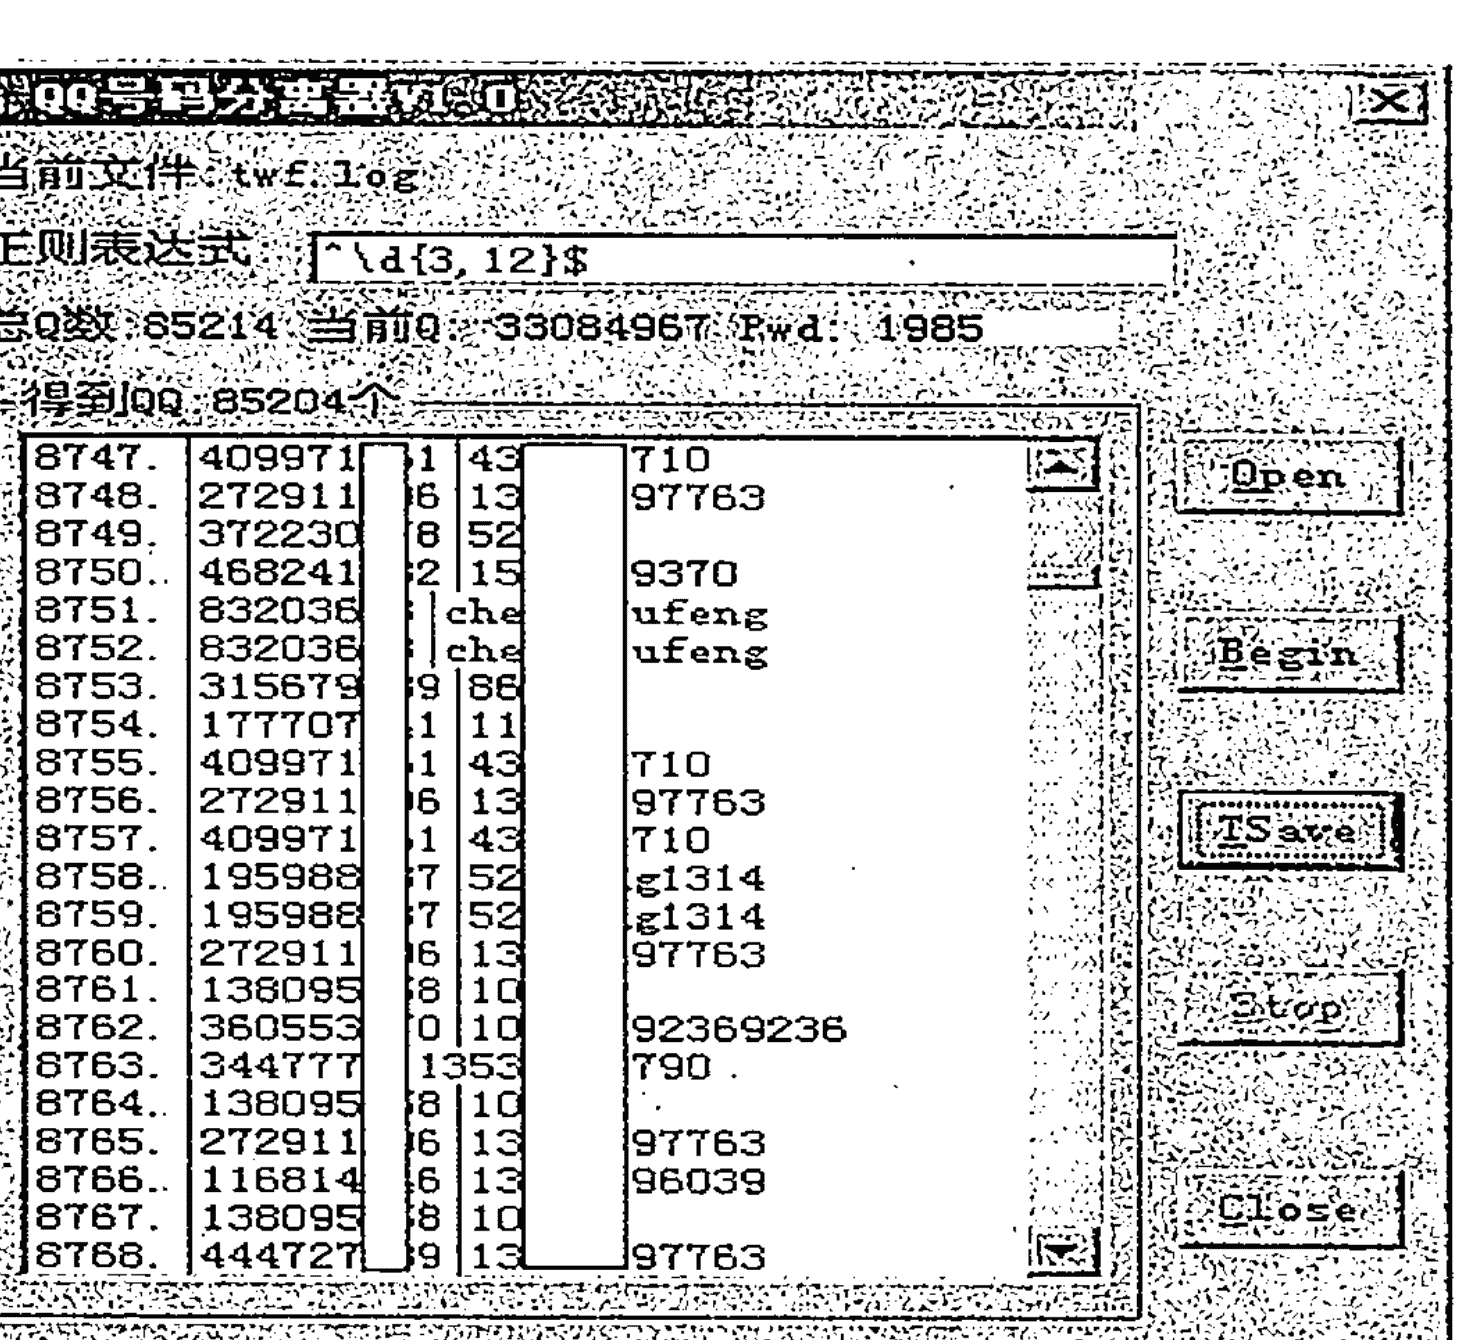 QQ号码分离器V1.0
当前文件:twf.log
正则表达式 ^\d{3,12}$
总Q数:85214 当前Q: 33084967 Pwd: 1985
得到QQ:85204个
8747. 409971 1 43 710
8748. 272911 6 13 97763
8749. 372230 8 52
8750. 468241 2 15 9370
8751. 832036 che ufeng
8752. 832036 che ufeng
8753. 315679 9 86
8754. 177707 1 11
8755. 409971 1 43 710
8756. 272911 6 13 97763
8757. 409971 1 43 710
8758. 195988 7 52 g1314
8759. 195988 7 52 g1314
8760. 272911 6 13 97763
8761. 138095 8 10
8762. 360553 0 10 92369236
8763. 344777 1353 790
8764. 138095 8 10
8765. 272911 6 13 97763
8766. 116814 6 13 96039
8767. 138095 8 10
8768. 444727 9 13 97763
Open
Begin
TSave
Stop
Close